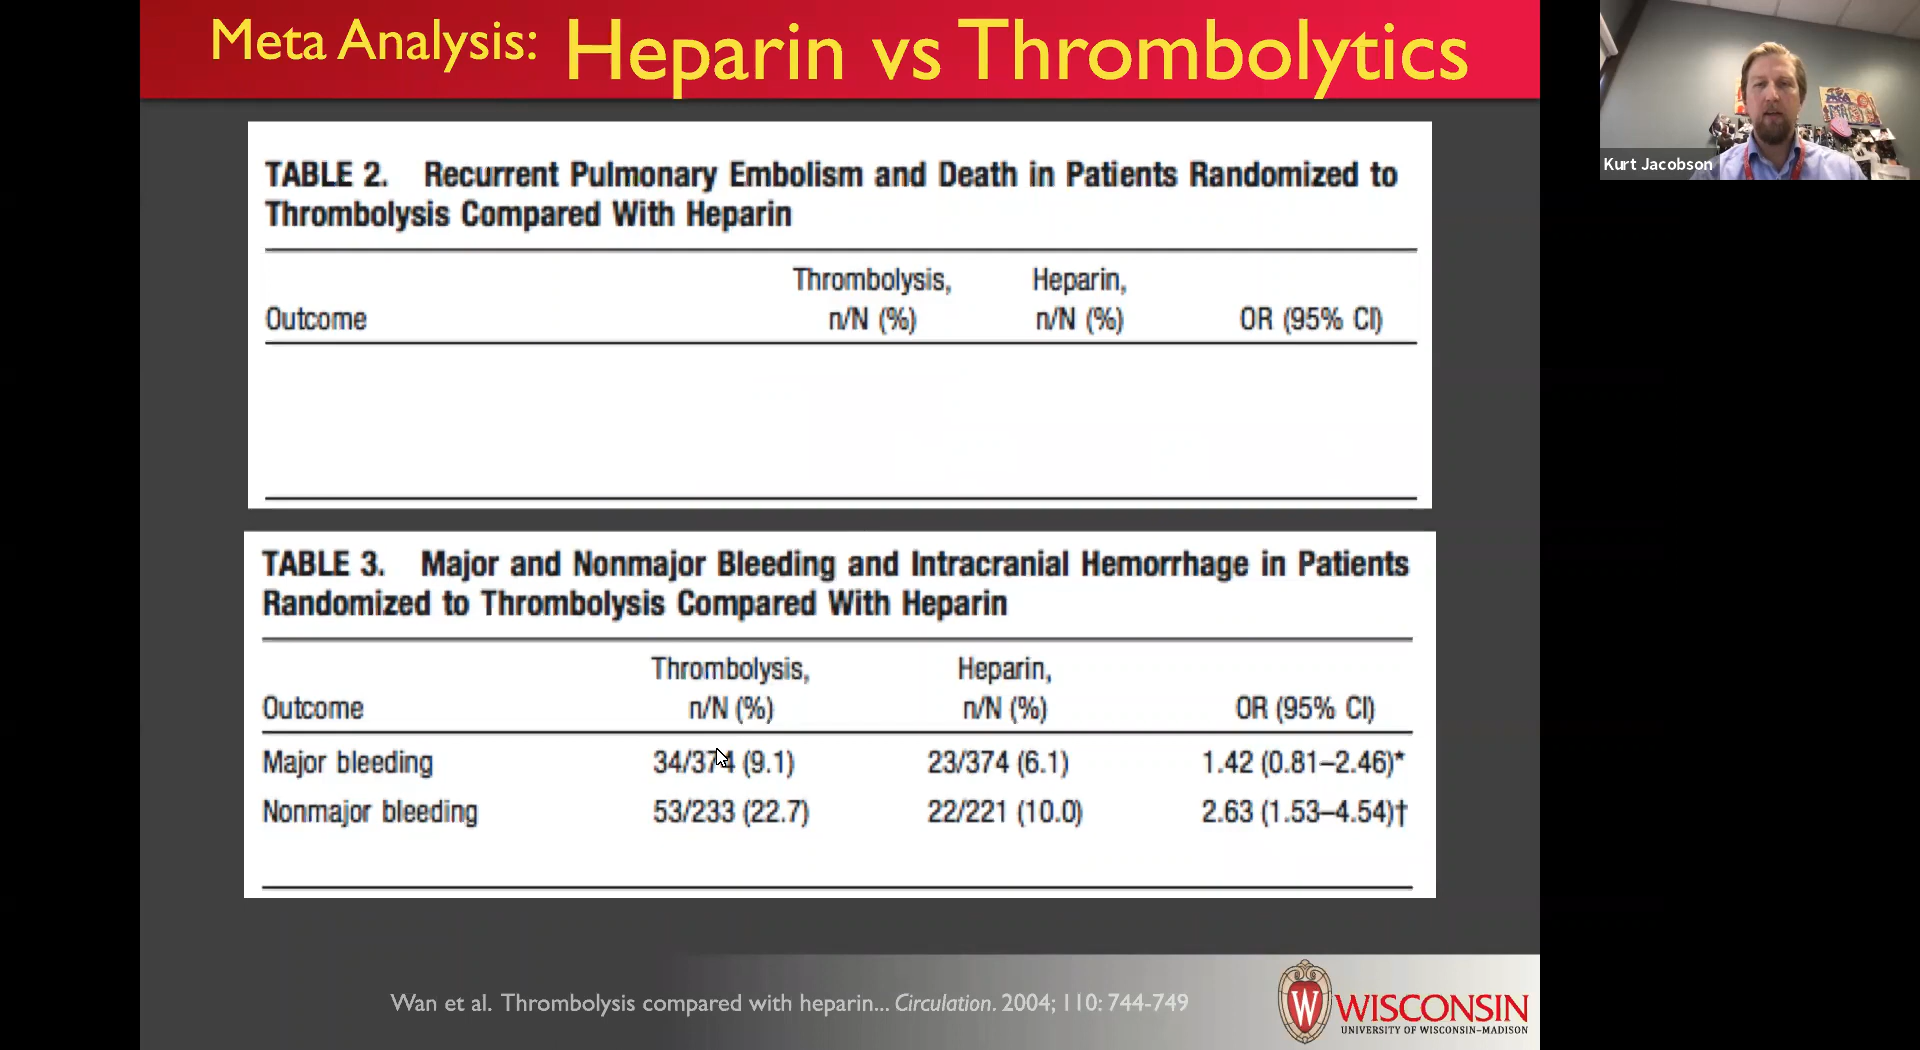 Meta Analysis: Heparin vs Thrombolytics
Kurt Jacobson
TABLE 2. Recurrent Pulmonary Embolism and Death in Patients Randomized to
Thrombolysis Compared With Heparin
Thrombolysis, Heparin,
Outcome n/N (%) n/N (%) OR (95% CI)
TABLE 3. Major and Nonmajor Bleeding and Intracranial Hemorrhage in Patients
Randomized to Thrombolysis Compared With Heparin
Thrombolysis, Heparin,
Outcome n/N (%) n/N (%) OR (95% CI)
Major bleeding 34/374 (9.1) 23/374 (6.1) 1.42 (0.81–2.46)*
Nonmajor bleeding 53/233 (22.7) 22/221 (10.0) 2.63 (1.53–4.54)†
Wan et al. Thrombolysis compared with heparin... Circulation. 2004; 110: 744-749
W WISCONSIN
UNIVERSITY OF WISCONSIN–MADISON